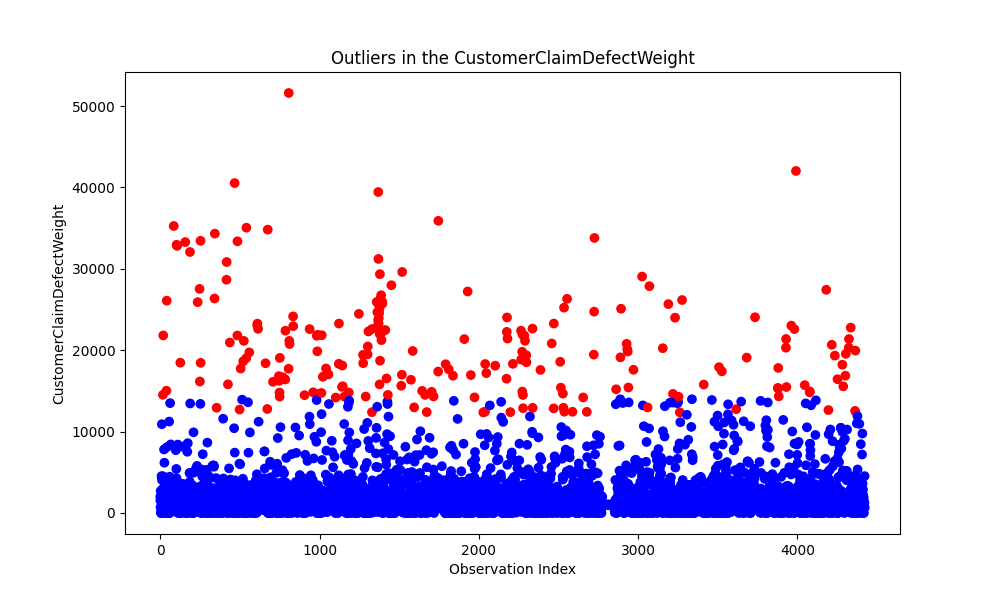 Outliers in the CustomerClaimDefectWeight
50000
40000
30000
20000
10000
0
CustomerClaimDefectWeight
0 1000 2000 3000 4000
Observation Index